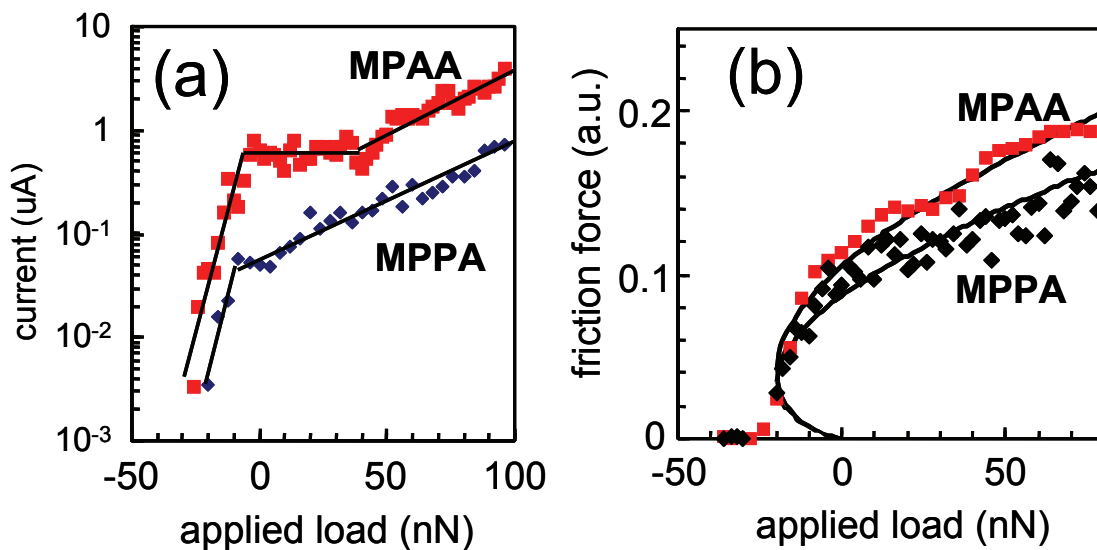 (a)
MPAA
MPPA
current (uA)
10
1
10-1
10-2
10-3
-50
0
50
100
applied load (nN)
(b)
MPAA
MPPA
friction force (a.u.)
0.2
0.1
0
-50
0
50
applied load (nN)